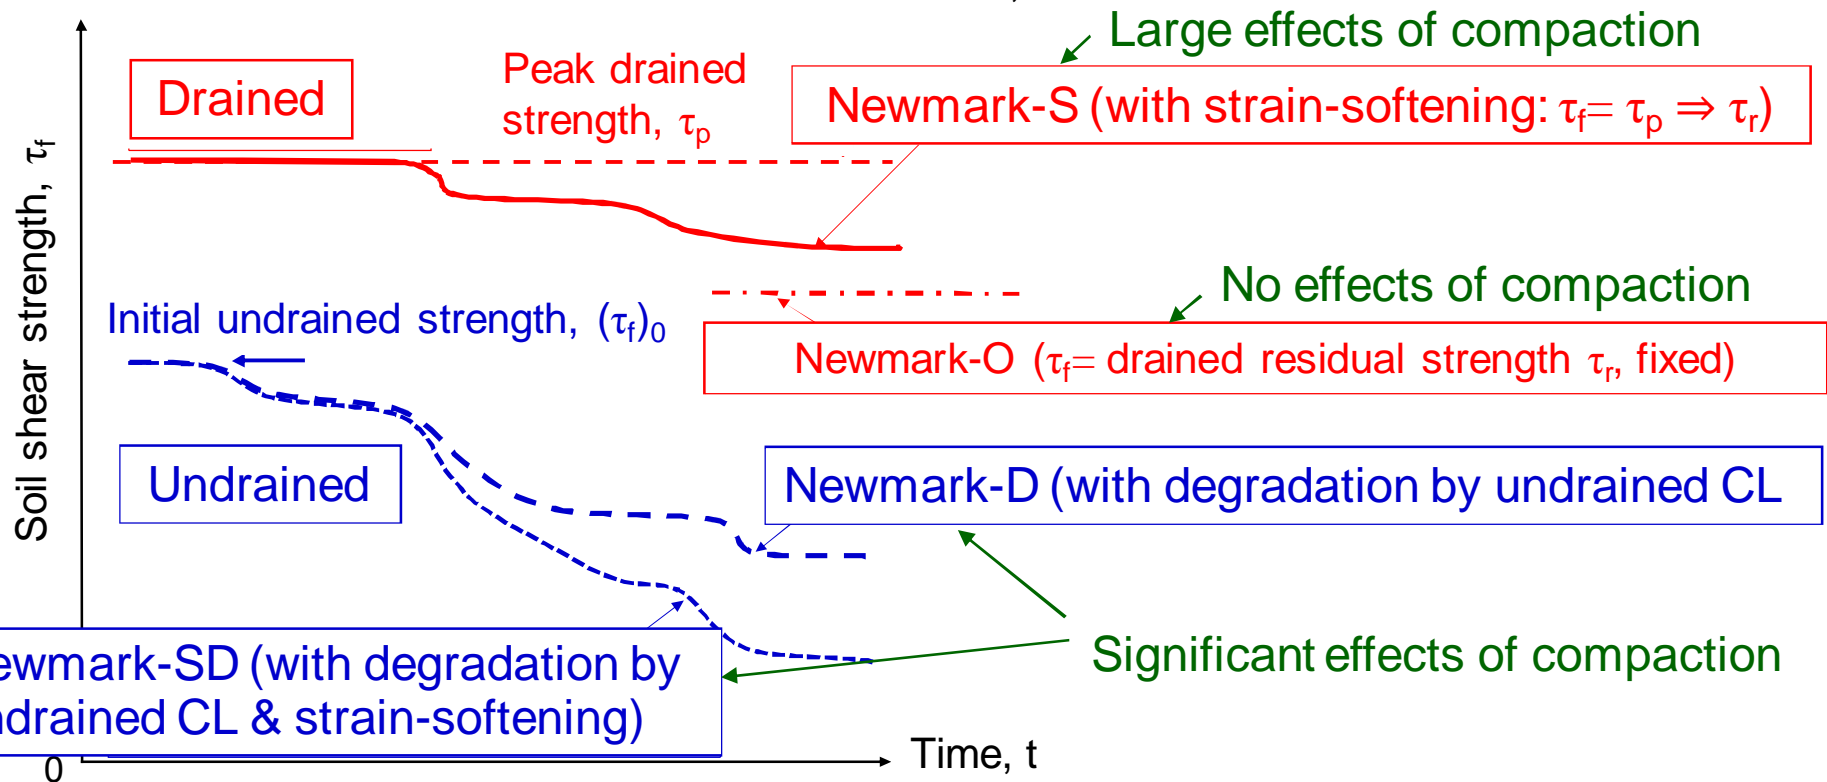 Large effects of compaction
Drained
Peak drained
strength, τp
Newmark-S (with strain-softening: τf= τp ⇒ τr)
Soil shear strength, τf
No effects of compaction
Initial undrained strength, (τf)0
Newmark-O (τf= drained residual strength τr, fixed)
Undrained
Newmark-D (with degradation by undrained CL
Significant effects of compaction
ewmark-SD (with degradation by
ndrained CL & strain-softening)
0
Time, t